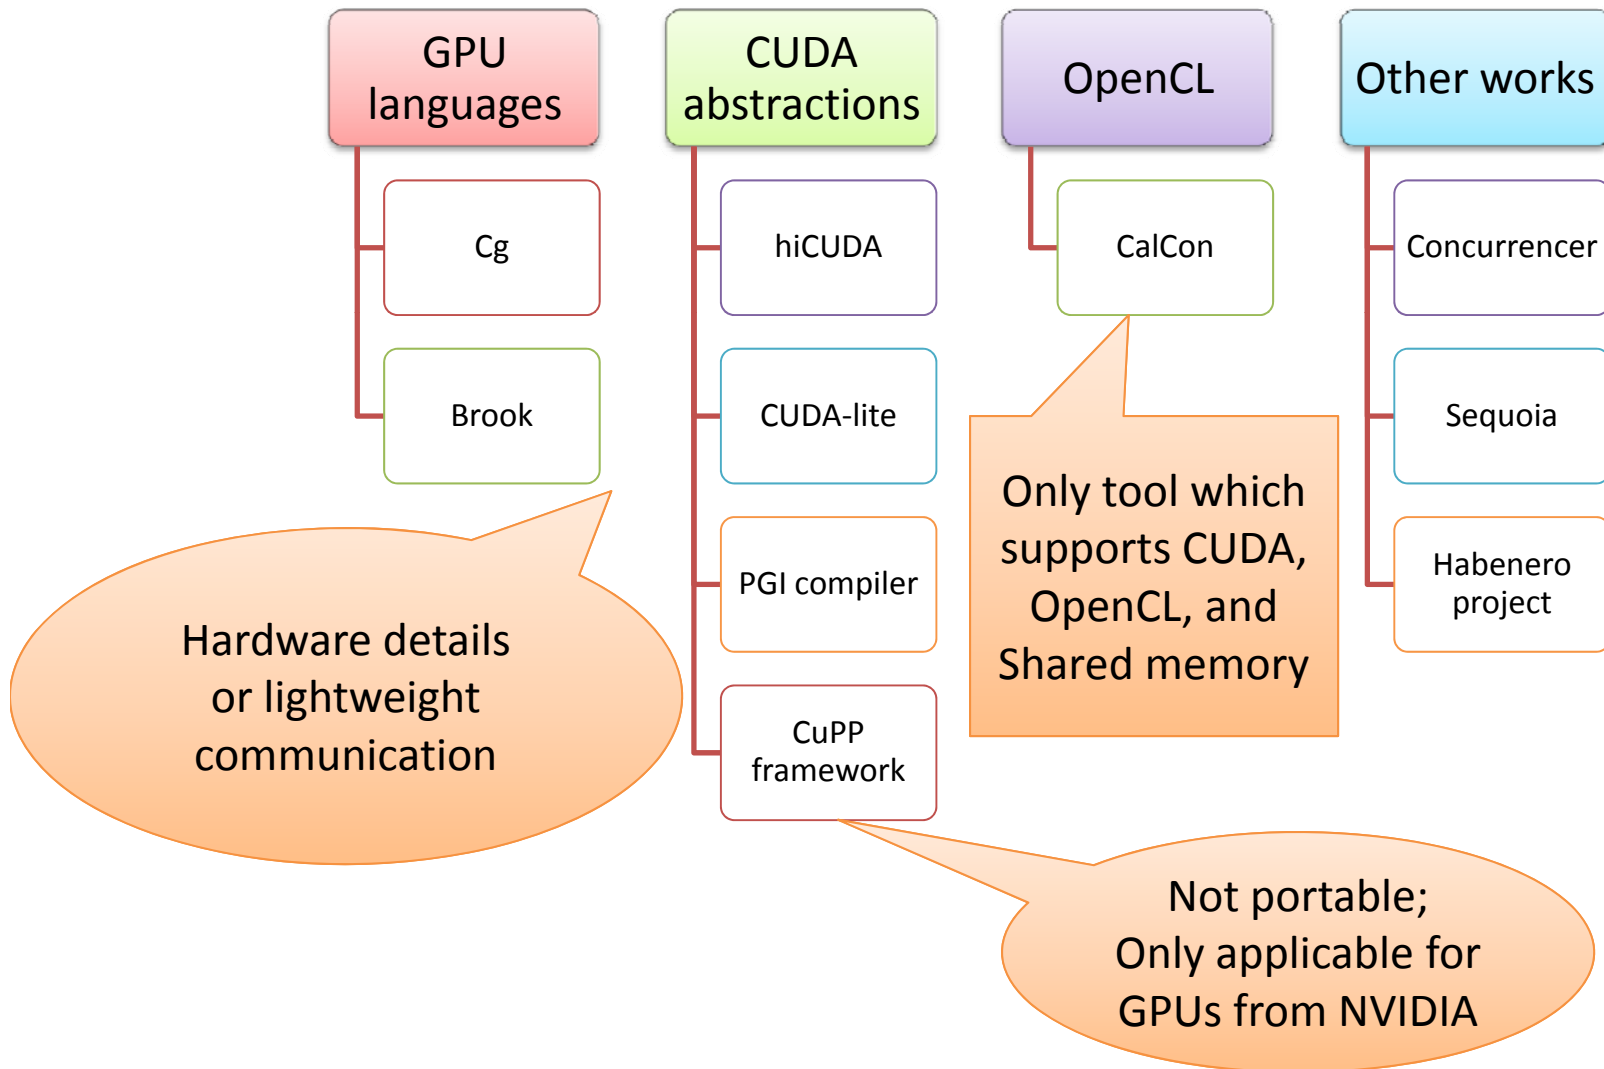 GPU
languages
CUDA
abstractions
OpenCL
Other works
Cg
hiCUDA
CalCon
Concurrencer
Brook
CUDA-lite
Sequoia
PGI compiler
Habenero
project
CuPP
framework
Hardware details
or lightweight
communication
Only tool which
supports CUDA,
OpenCL, and
Shared memory
Not portable;
Only applicable for
GPUs from NVIDIA